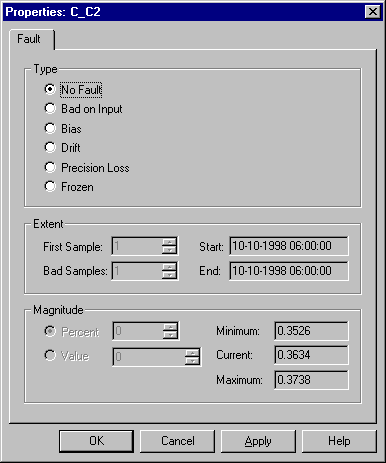 Properties: C_C2
Fault
Type
No Fault
Bad on Input
Bias
Drift
Precision Loss
Frozen
Extent
First Sample: 1 Start: 10-10-1998 06:00:00
Bad Samples: 1 End: 10-10-1998 06:00:00
Magnitude
Percent 0 Minimum: 0.3526
Value 0 Current: 0.3634
Maximum: 0.3738
OK Cancel Apply Help